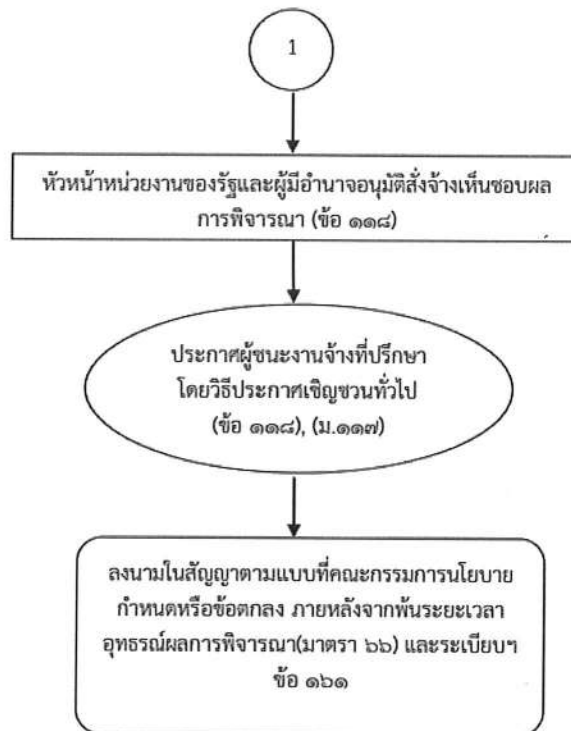 1
หัวหน้าหน่วยงานของรัฐและผู้มีอำนาจอนุมัติสั่งจ้างเห็นชอบผล
การพิจารณา (ข้อ ๑๑๘)
ประกาศผู้ชนะงานจ้างที่ปรึกษา
โดยวิธีประกาศเชิญชวนทั่วไป
(ข้อ ๑๑๘), (ม.๑๑๗)
ลงนามในสัญญาตามแบบที่คณะกรรมการนโยบาย
กำหนดหรือข้อตกลง ภายหลังจากพ้นระยะเวลา
อุทธรณ์ผลการพิจารณา(มาตรา ๖๖) และระเบียบฯ
ข้อ ๑๖๑